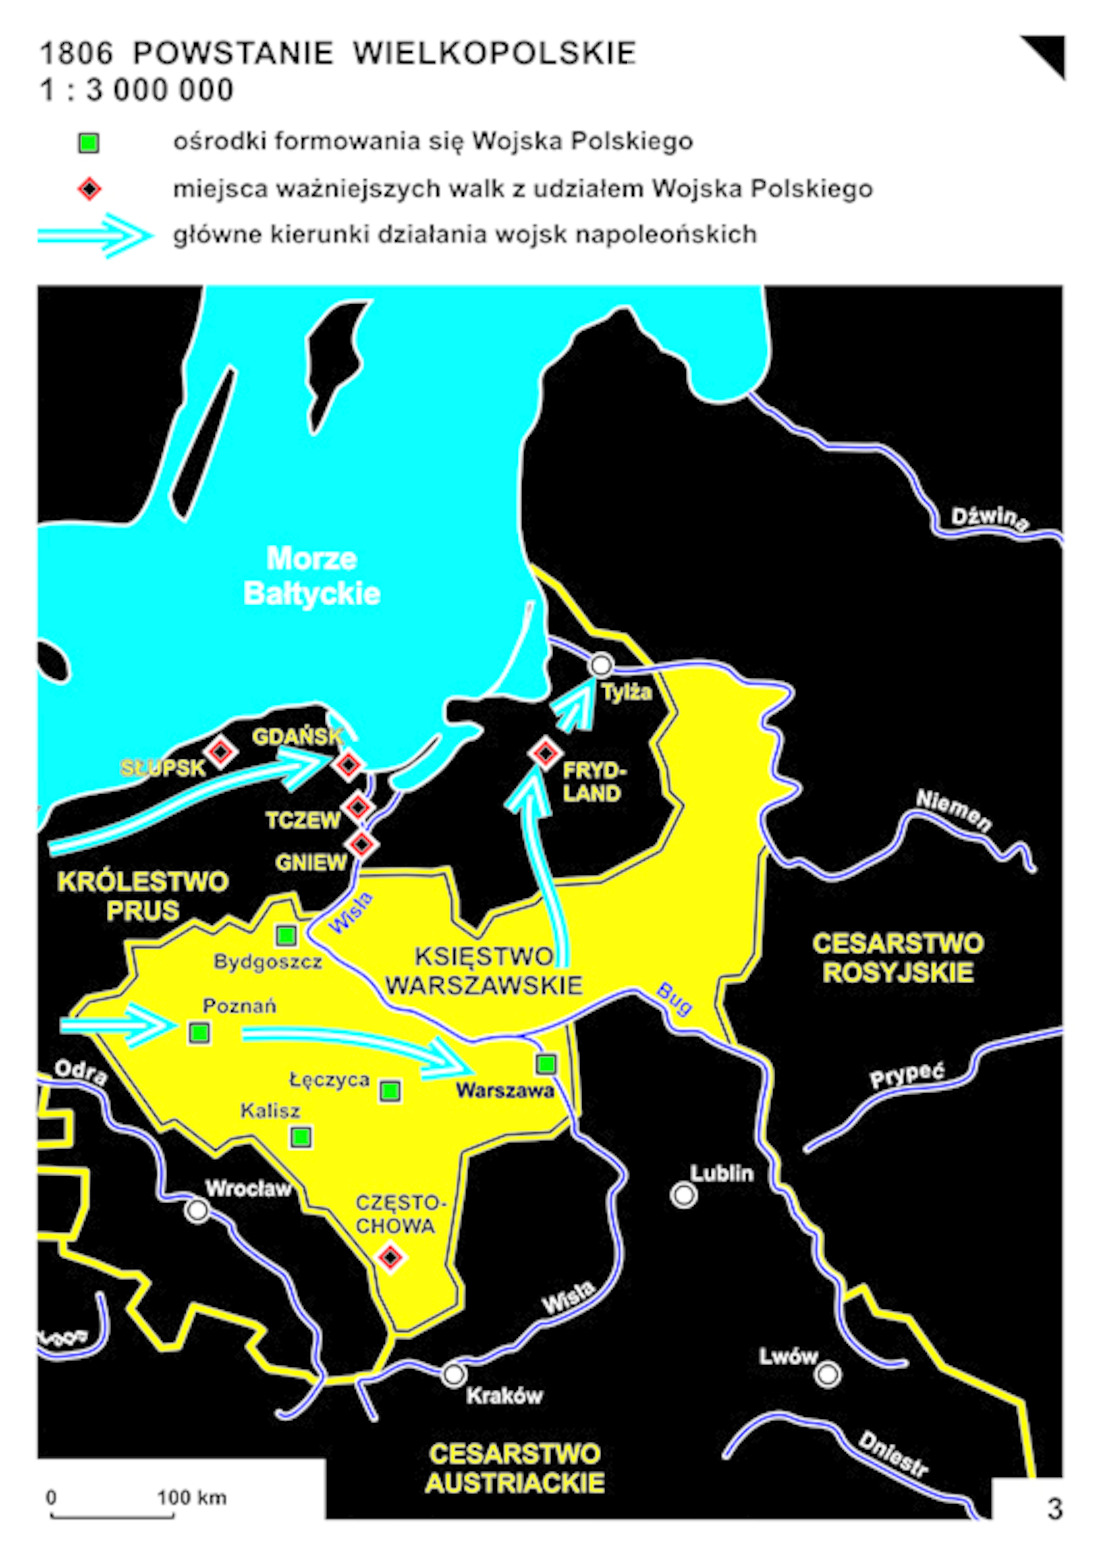 1806 POWSTANIE WIELKOPOLSKIE
1 : 3 000 000
ośrodki formowania się Wojska Polskiego
miejsca ważniejszych walk z udziałem Wojska Polskiego
główne kierunki działania wojsk napoleońskich
Dźwina
Morze
Bałtyckie
Tylża
GDAŃSK
SŁUPSK
FRYD-
LAND
TCZEW
GNIEW
Niemen
KRÓLESTWO
PRUS
Wisła
Bydgoszcz
KSIĘSTWO
WARSZAWSKIE
CESARSTWO
ROSYJSKIE
Poznań
Bug
Odra
Łęczyca
Warszawa
Prypeć
Kalisz
Wrocław
Lublin
CZĘSTO-
CHOWA
Wisła
Lwów
Kraków
CESARSTWO
AUSTRIACKIE
Dniestr
0 100 km
3